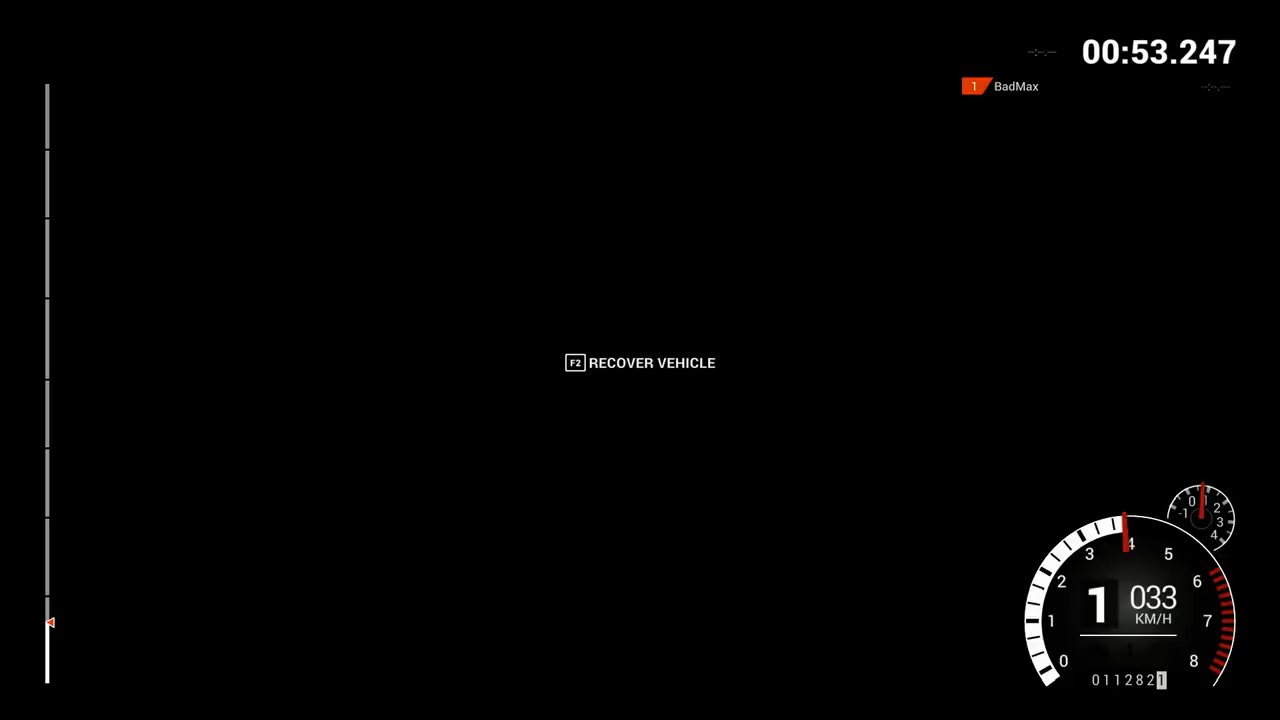 --:--.---
00:53.247
1 BadMax --:--.---
F2 RECOVER VEHICLE
-1 0 1 2 3 4
0 1 2 3 4 5 6 7 8
1 033
KM/H
0112821